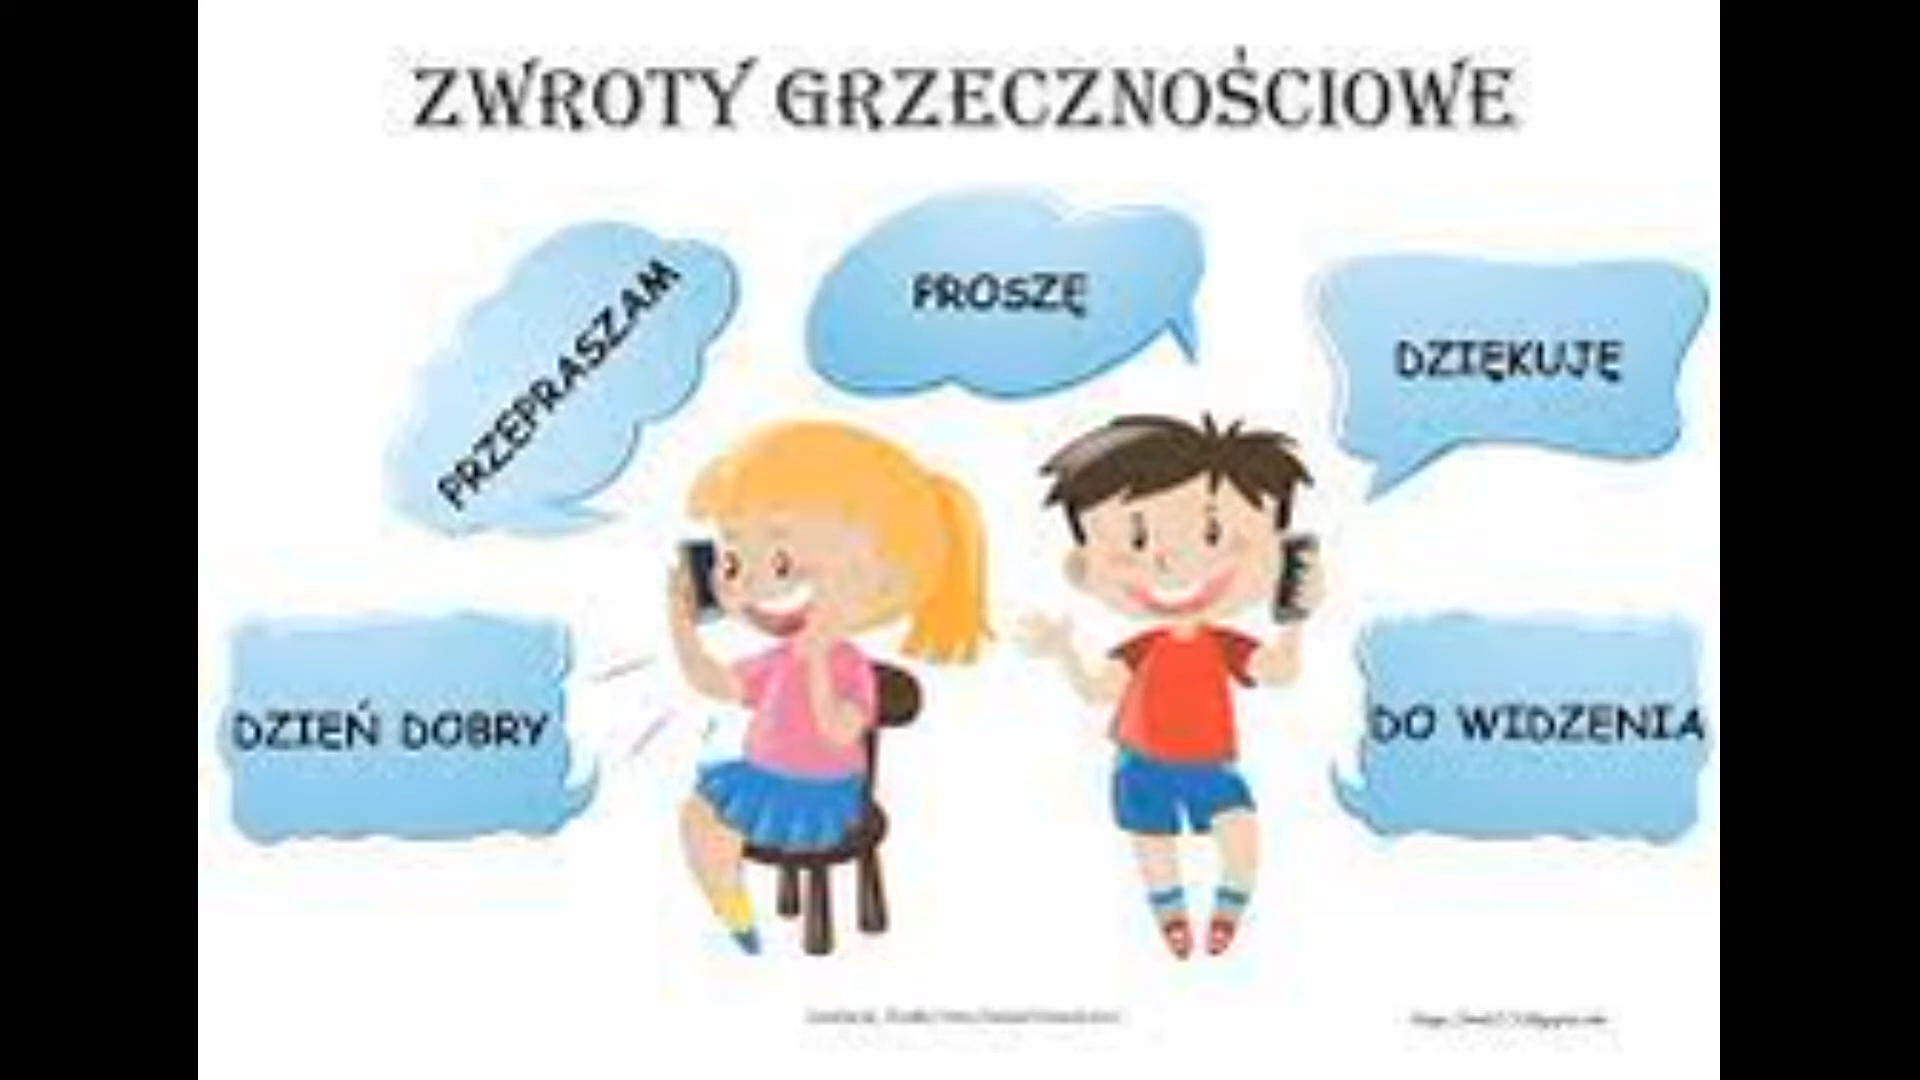 ZWROTY GRZECZNOŚCIOWE
PRZEPRASZAM
PROSZĘ
DZIĘKUJĘ
DZIEŃ DOBRY
DO WIDZENIA